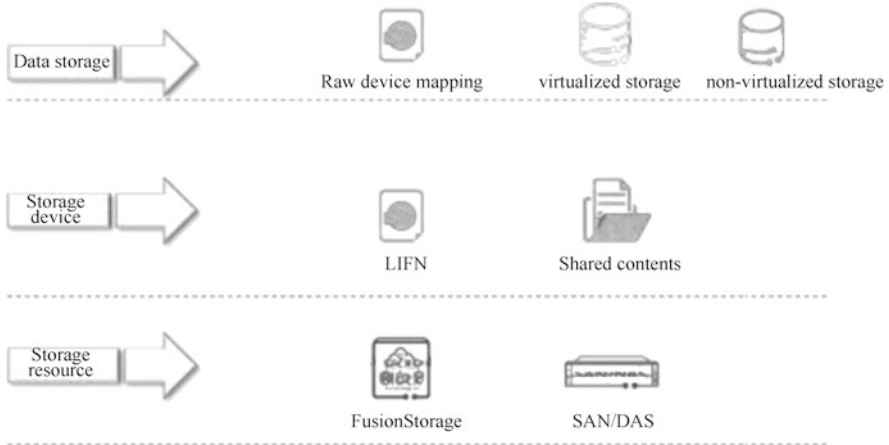 Data storage
Raw device mapping
virtualized storage
non-virtualized storage
Storage
device
LIFN
Shared contents
Storage
resource
FusionStorage
SAN/DAS